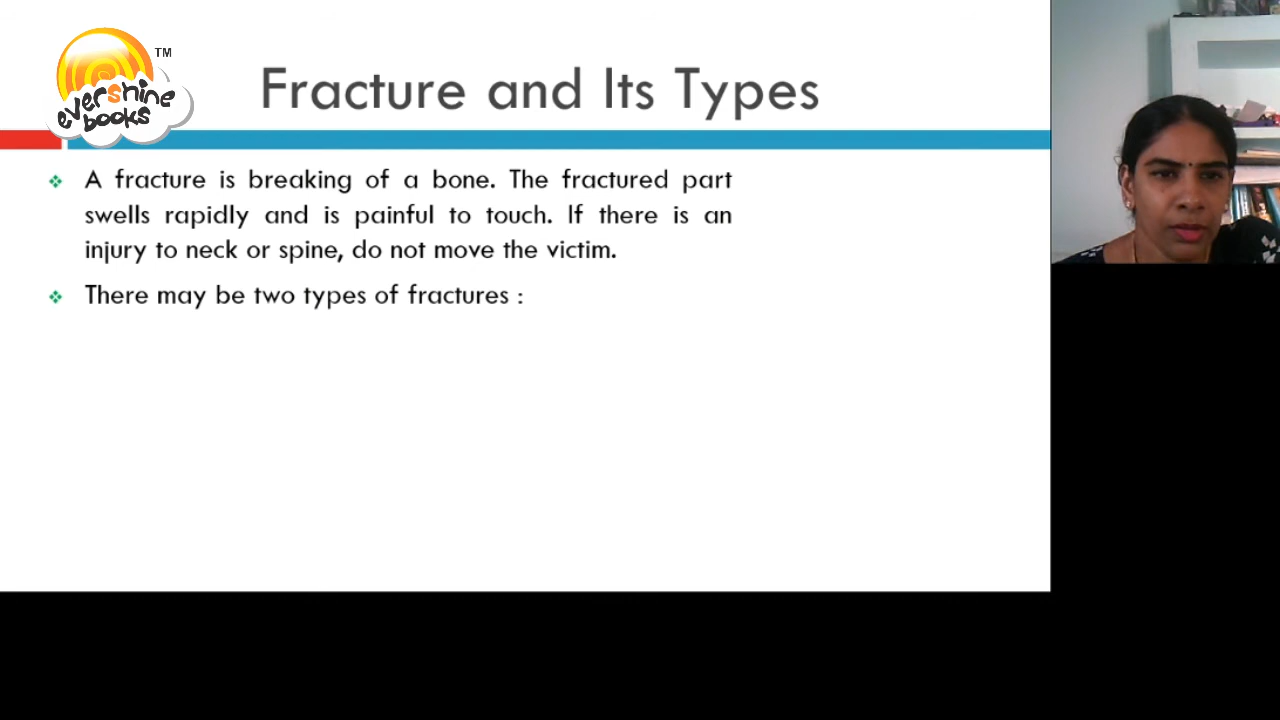 evershine
books
TM
Fracture and Its Types
A fracture is breaking of a bone. The fractured part
swells rapidly and is painful to touch. If there is an
injury to neck or spine, do not move the victim.
There may be two types of fractures :